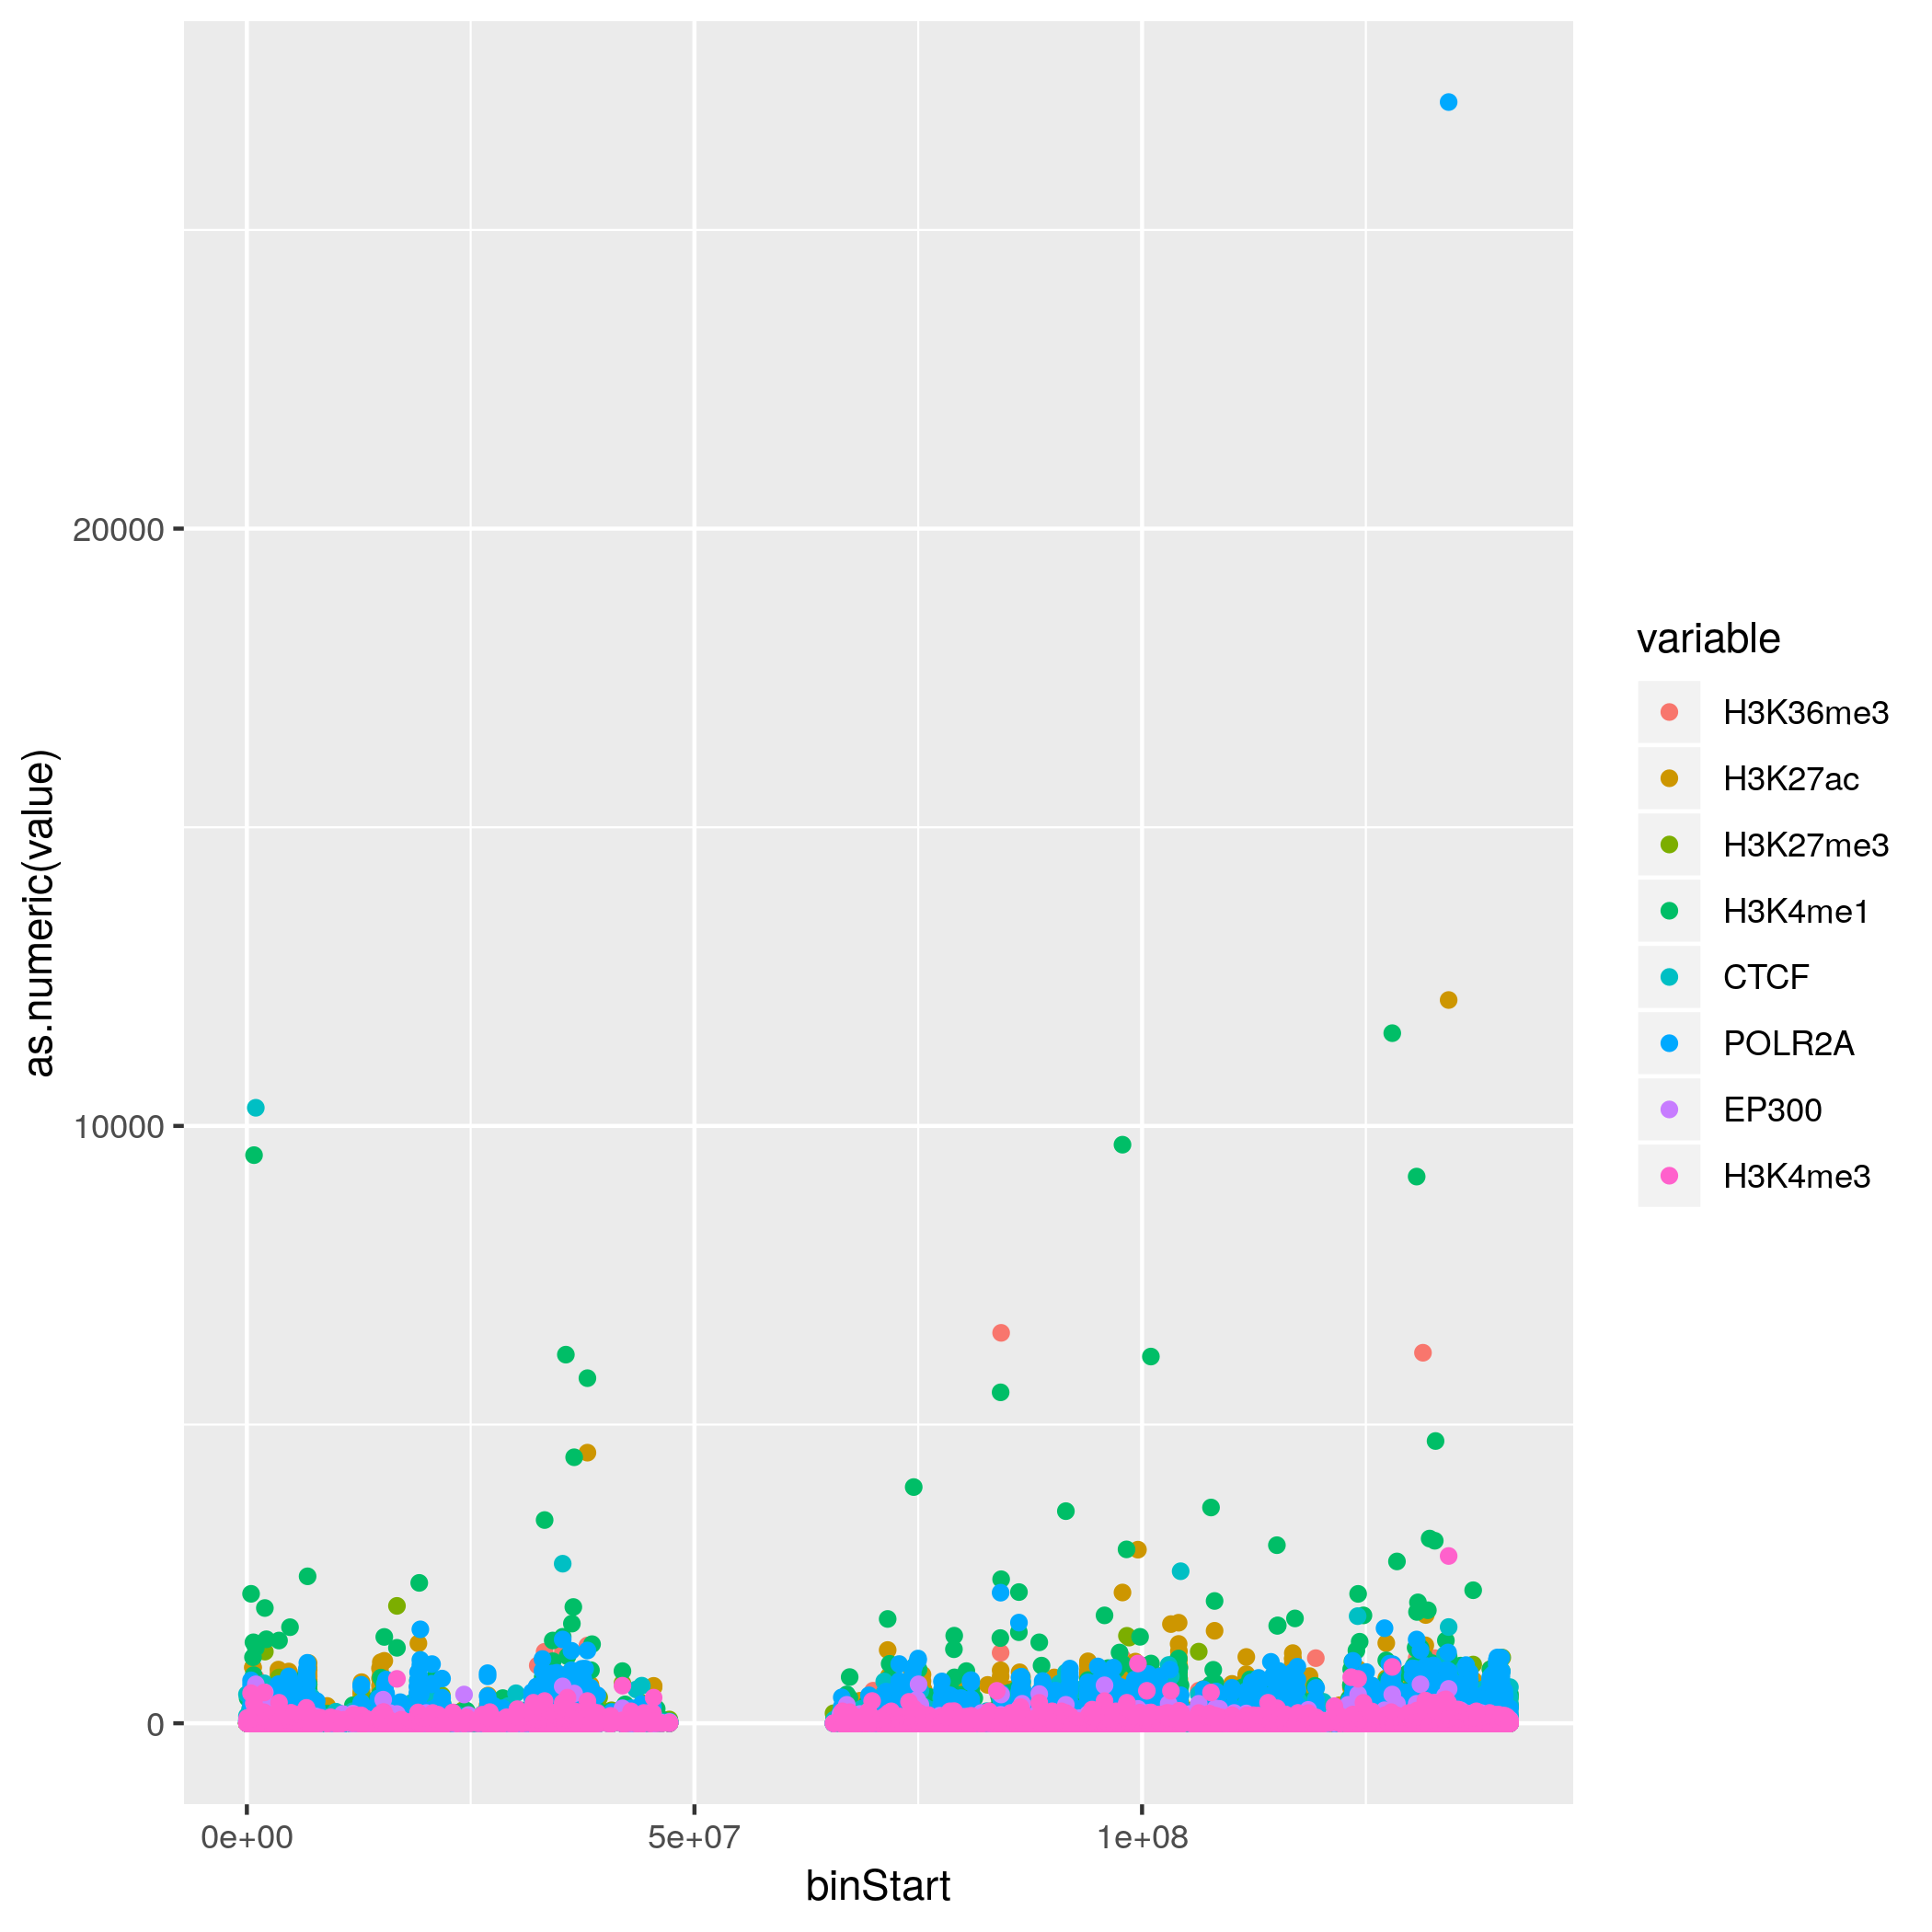 as.numeric(value)
20000
10000
0
0e+00
5e+07
1e+08
binStart
variable
H3K36me3
H3K27ac
H3K27me3
H3K4me1
CTCF
POLR2A
EP300
H3K4me3